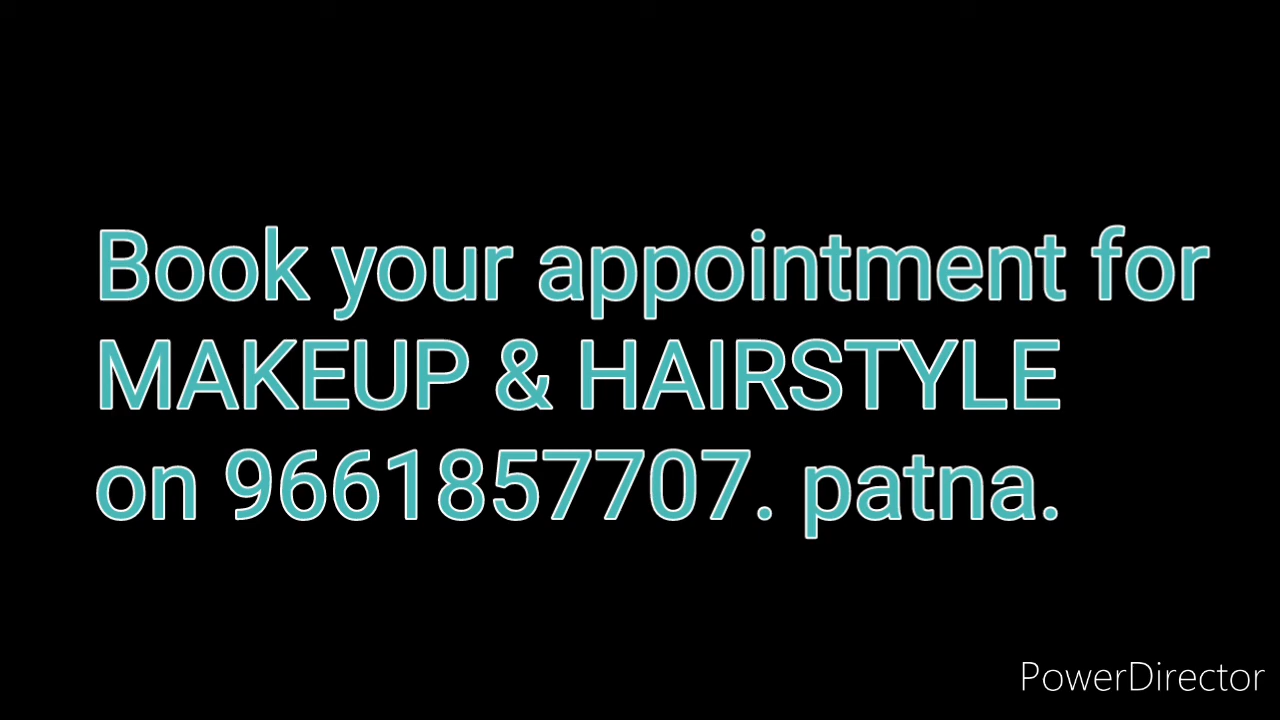 Book your appointment for
MAKEUP & HAIRSTYLE
on 9661857707. patna.
PowerDirector